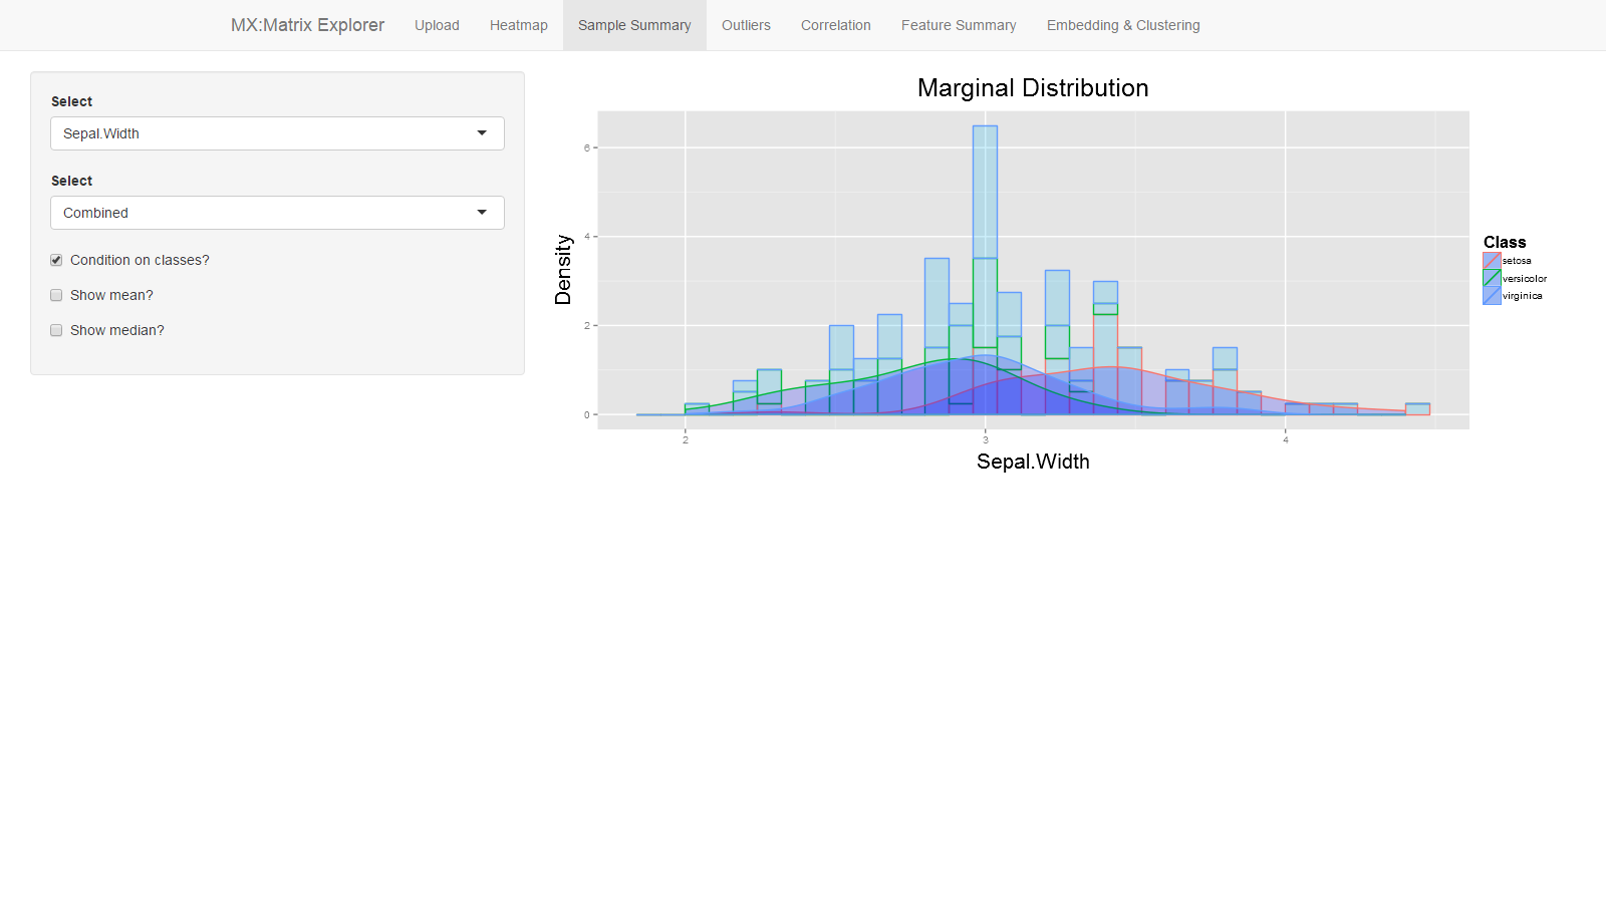 MX:Matrix Explorer Upload Heatmap Sample Summary Outliers Correlation Feature Summary Embedding & Clustering
Select
Sepal.Width
Select
Combined
Condition on classes?
Show mean?
Show median?
Marginal Distribution
Density
6
4
2
0
2 3 4
Sepal.Width
Class
setosa
versicolor
virginica